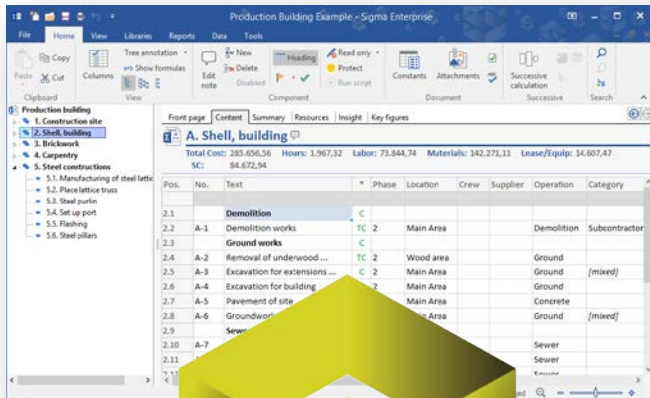 Production Building Example - Sigma Enterprise
File Home View Libraries Reports Data Tools
Paste Copy Cut Columns Tree annotation Show formulas Edit note New Delete Disabled Heading Read only Protect Run script Constants Attachments Successive calculation
Clipboard View Component Document Successive Search
Production building
1. Construction site
2. Shell, building
3. Brickwork
4. Carpentry
5. Steel constructions
5.1. Manufacturing of steel lattic
5.2. Place lattice truss
5.3. Steel purlin
5.4. Set up port
5.5. Flashing
5.6. Steel pillars
Front page Content Summary Resources Insight Key figures
A. Shell, building
Total Cost: 285.656,56 Hours: 1.967,32 Labor: 73.844,74 Materials: 142.271,11 Lease/Equip: 14.607,47
SC: 84.672,94
Pos. No. Text * Phase Location Crew Supplier Operation Category
2.1 Demolition C
2.2 A-1 Demolition works TC 2 Main Area Demolition Subcontractor
2.3 Ground works C
2.4 A-2 Removal of underwood ... TC 2 Wood area Ground
2.5 A-3 Excavation for extensions ... C 2 Main Area Ground [mixed]
2.6 A-4 Excavation for building 2 Main Area Ground
2.7 A-5 Pavement of site Main Area Concrete
2.8 A-6 Groundwork Main Area Ground [mixed]
2.9 Sewe
2.10 A-7 Sewer
2.11 Sewer